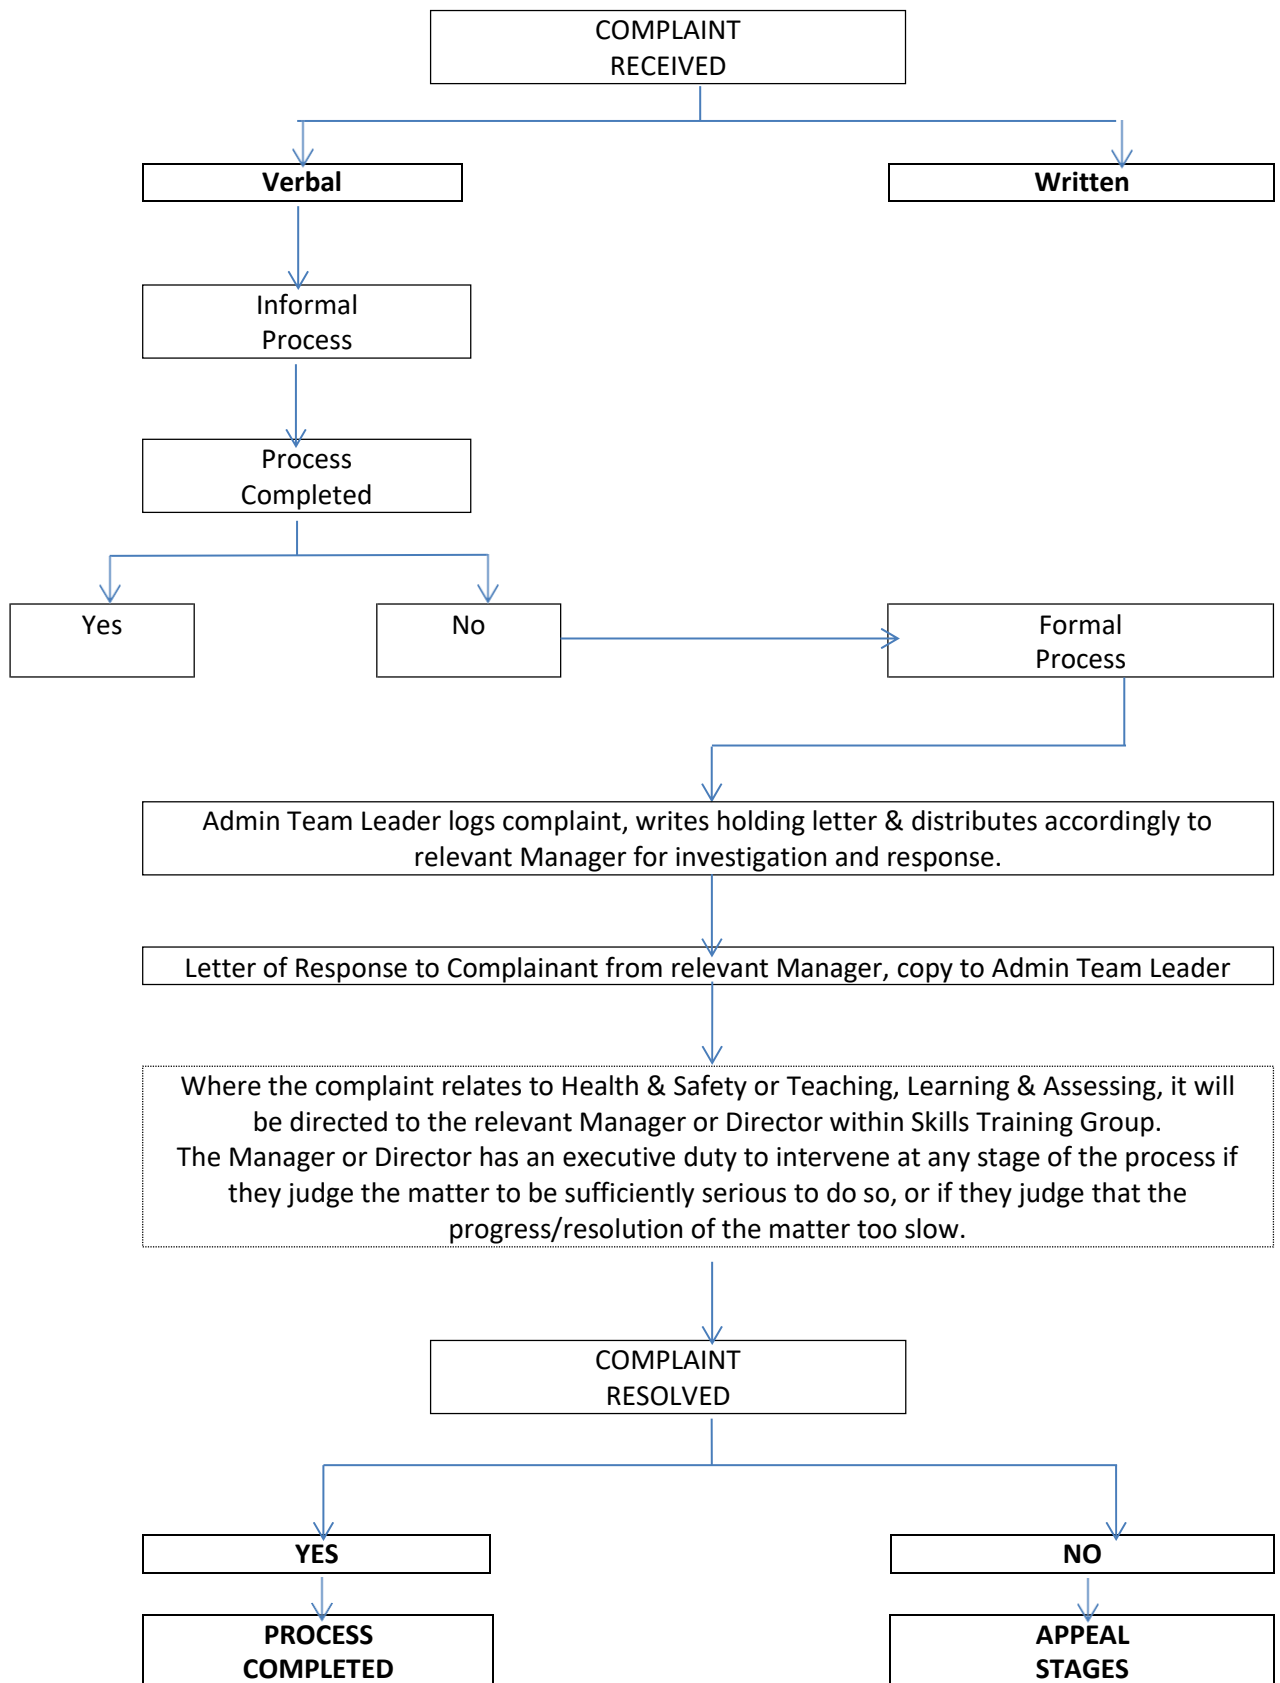 COMPLAINT
RECEIVED
Verbal
Written
Informal
Process
Process
Completed
Yes
No
Formal
Process
Admin Team Leader logs complaint, writes holding letter & distributes accordingly to
relevant Manager for investigation and response.
Letter of Response to Complainant from relevant Manager, copy to Admin Team Leader
Where the complaint relates to Health & Safety or Teaching, Learning & Assessing, it will
be directed to the relevant Manager or Director within Skills Training Group.
The Manager or Director has an executive duty to intervene at any stage of the process if
they judge the matter to be sufficiently serious to do so, or if they judge that the
progress/resolution of the matter too slow.
COMPLAINT
RESOLVED
YES
NO
PROCESS
COMPLETED
APPEAL
STAGES